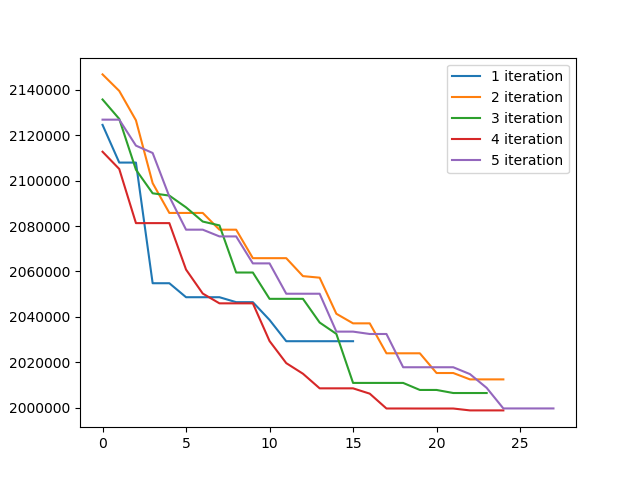 2140000
2120000
2100000
2080000
2060000
2040000
2020000
2000000
0 5 10 15 20 25
1 iteration
2 iteration
3 iteration
4 iteration
5 iteration